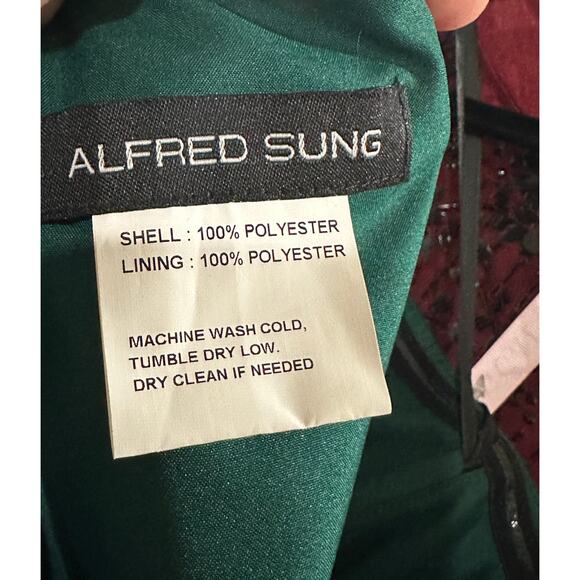 ALFRED SUNG
SHELL : 100% POLYESTER
LINING : 100% POLYESTER
MACHINE WASH COLD,
TUMBLE DRY LOW.
DRY CLEAN IF NEEDED